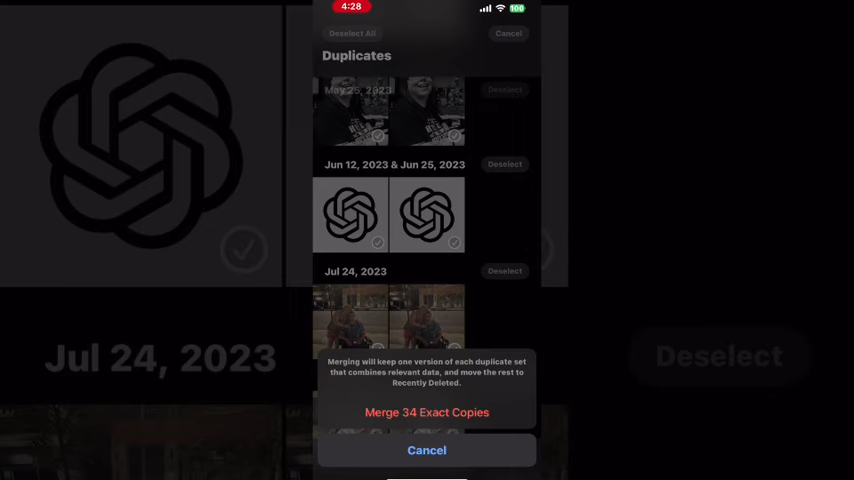 4:28
100
Deselect All
Cancel
Duplicates
May 25, 2023
Deselect
Jun 12, 2023 & Jun 25, 2023
Deselect
Jul 24, 2023
Deselect
Merging will keep one version of each duplicate set
that combines relevant data, and move the rest to
Recently Deleted.
Merge 34 Exact Copies
Cancel
Jul 24, 2023
Deselect